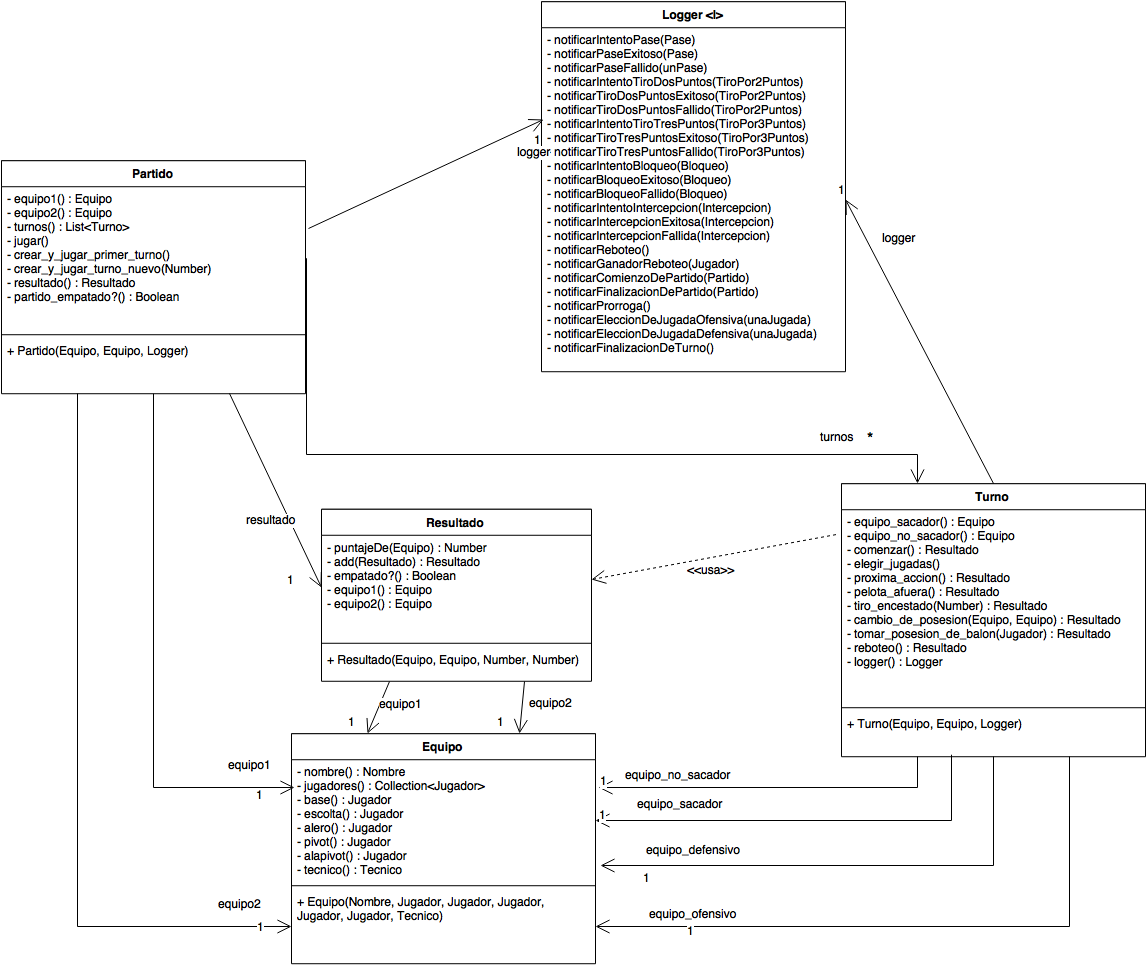 Logger <I>
- notificarIntentoPase(Pase)
- notificarPaseExitoso(Pase)
- notificarPaseFallido(unPase)
- notificarIntentoTiroDosPuntos(TiroPor2Puntos)
- notificarTiroDosPuntosExitoso(TiroPor2Puntos)
- notificarTiroDosPuntosFallido(TiroPor2Puntos)
- notificarIntentoTiroTresPuntos(TiroPor3Puntos)
- notificarTiroTresPuntosExitoso(TiroPor3Puntos)
- notificarTiroTresPuntosFallido(TiroPor3Puntos)
- notificarIntentoBloqueo(Bloqueo)
- notificarBloqueoExitoso(Bloqueo)
- notificarBloqueoFallido(Bloqueo)
- notificarIntentoIntercepcion(Intercepcion)
- notificarIntercepcionExitosa(Intercepcion)
- notificarIntercepcionFallida(Intercepcion)
- notificarReboteo()
- notificarGanadorReboteo(Jugador)
- notificarComienzoDePartido(Partido)
- notificarFinalizacionDePartido(Partido)
- notificarProrroga()
- notificarEleccionDeJugadaOfensiva(unaJugada)
- notificarEleccionDeJugadaDefensiva(unaJugada)
- notificarFinalizacionDeTurno()
1
logger
1
logger
Partido
- equipo1() : Equipo
- equipo2() : Equipo
- turnos() : List<Turno>
- jugar()
- crear_y_jugar_primer_turno()
- crear_y_jugar_turno_nuevo(Number)
- resultado() : Resultado
- partido_empatado?() : Boolean
+ Partido(Equipo, Equipo, Logger)
turnos *
resultado
1
Resultado
- puntajeDe(Equipo) : Number
- add(Resultado) : Resultado
- empatado?() : Boolean
- equipo1() : Equipo
- equipo2() : Equipo
+ Resultado(Equipo, Equipo, Number, Number)
<<usa>>
Turno
- equipo_sacador() : Equipo
- equipo_no_sacador() : Equipo
- comenzar() : Resultado
- elegir_jugadas()
- proxima_accion() : Resultado
- pelota_afuera() : Resultado
- tiro_encestado(Number) : Resultado
- cambio_de_posesion(Equipo, Equipo) : Resultado
- tomar_posesion_de_balon(Jugador) : Resultado
- reboteo() : Resultado
- logger() : Logger
+ Turno(Equipo, Equipo, Logger)
equipo1
1
equipo2
1
equipo1
1
Equipo
- nombre() : Nombre
- jugadores() : Collection<Jugador>
- base() : Jugador
- escolta() : Jugador
- alero() : Jugador
- pivot() : Jugador
- alapivot() : Jugador
- tecnico() : Tecnico
+ Equipo(Nombre, Jugador, Jugador, Jugador,
Jugador, Jugador, Tecnico)
equipo2
1
equipo_no_sacador
1
equipo_sacador
1
equipo_defensivo
1
equipo_ofensivo
1